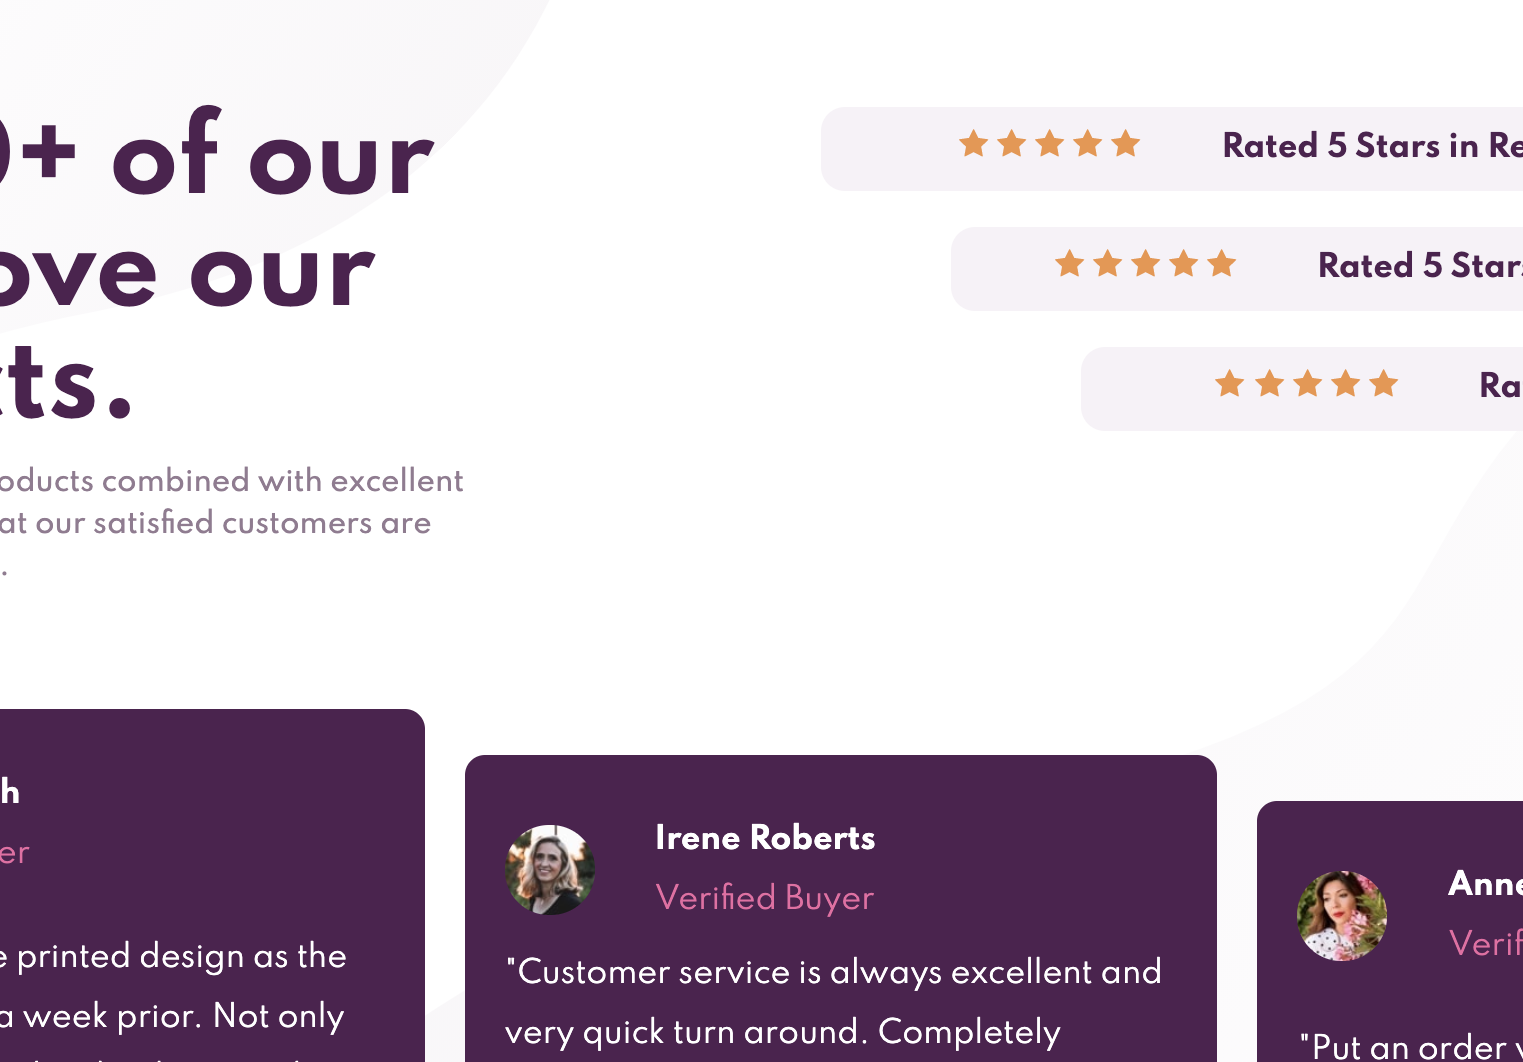 + of our
ove our
ts.
oducts combined with excellent
at our satisfied customers are
.
Rated 5 Stars in Re
Rated 5 Stars
Ra
h
er
e printed design as the
a week prior. Not only
Irene Roberts
Verified Buyer
"Customer service is always excellent and
very quick turn around. Completely
Anne
Verif
"Put an order